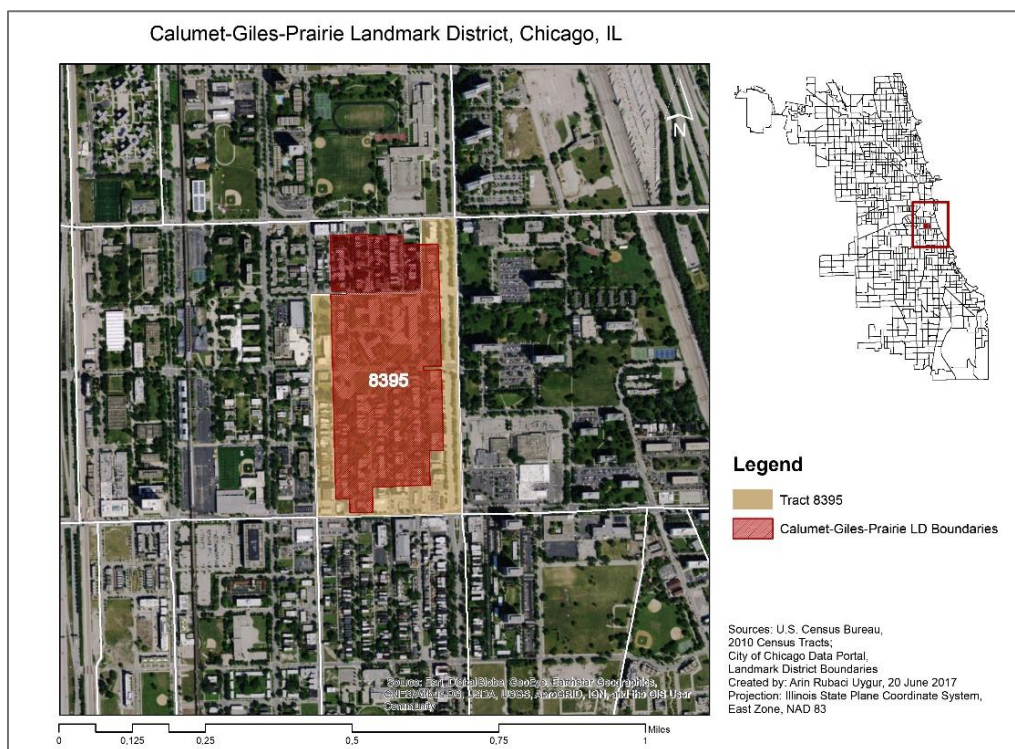 Calumet-Giles-Prairie Landmark District, Chicago, IL
N
8395
Legend
Tract 8395
Calumet-Giles-Prairie LD Boundaries
Sources: U.S. Census Bureau,
2010 Census Tracts;
City of Chicago Data Portal,
Landmark District Boundaries
Created by: Arin Rubaci Uygur, 20 June 2017
Projection: Illinois State Plane Coordinate System,
East Zone, NAD 83
Source: Esri, DigitalGlobe, GeoEye, Earthstar Geographics,
CNES/Airbus DS, USDA, USGS, AeroGRID, IGN, and the GIS User
Community
Miles
0 0,125 0,25 0,5 0,75 1